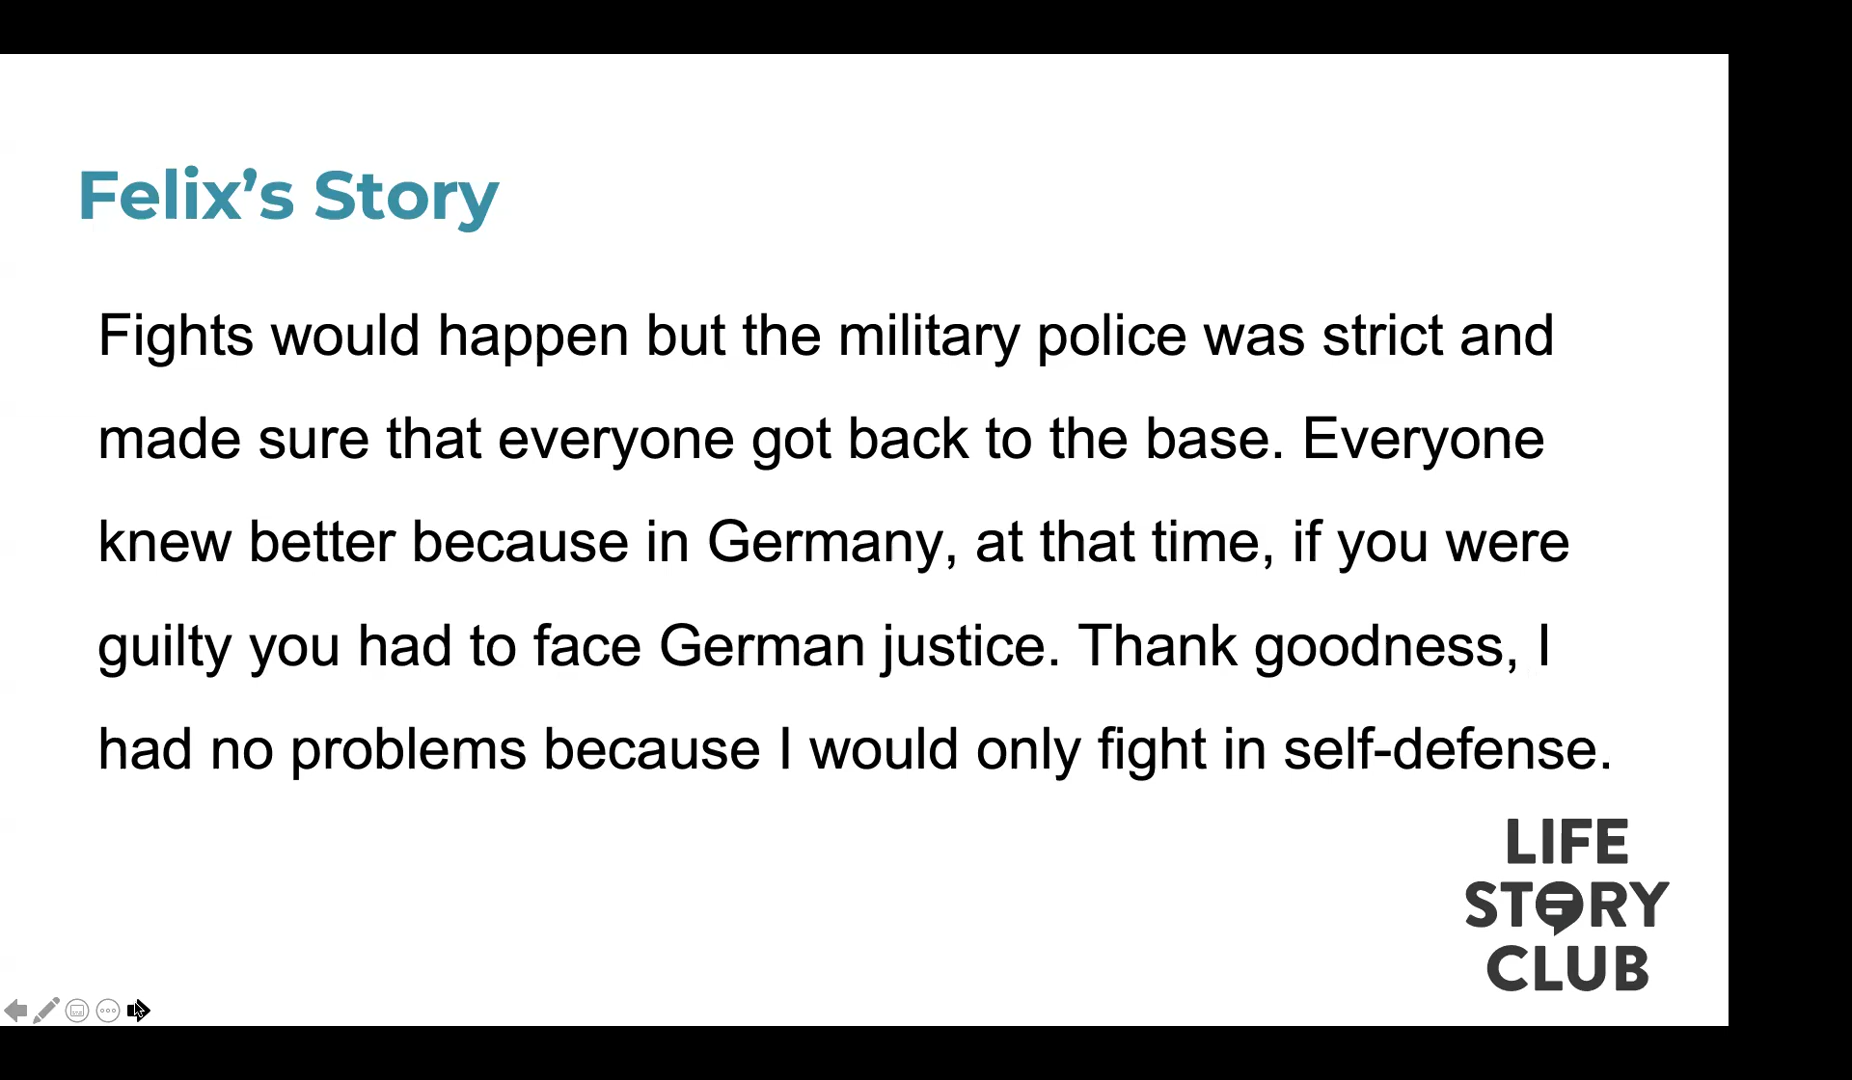 Felix’s Story
Fights would happen but the military police was strict and
made sure that everyone got back to the base. Everyone
knew better because in Germany, at that time, if you were
guilty you had to face German justice. Thank goodness, I
had no problems because I would only fight in self-defense.
LIFE
STORY
CLUB